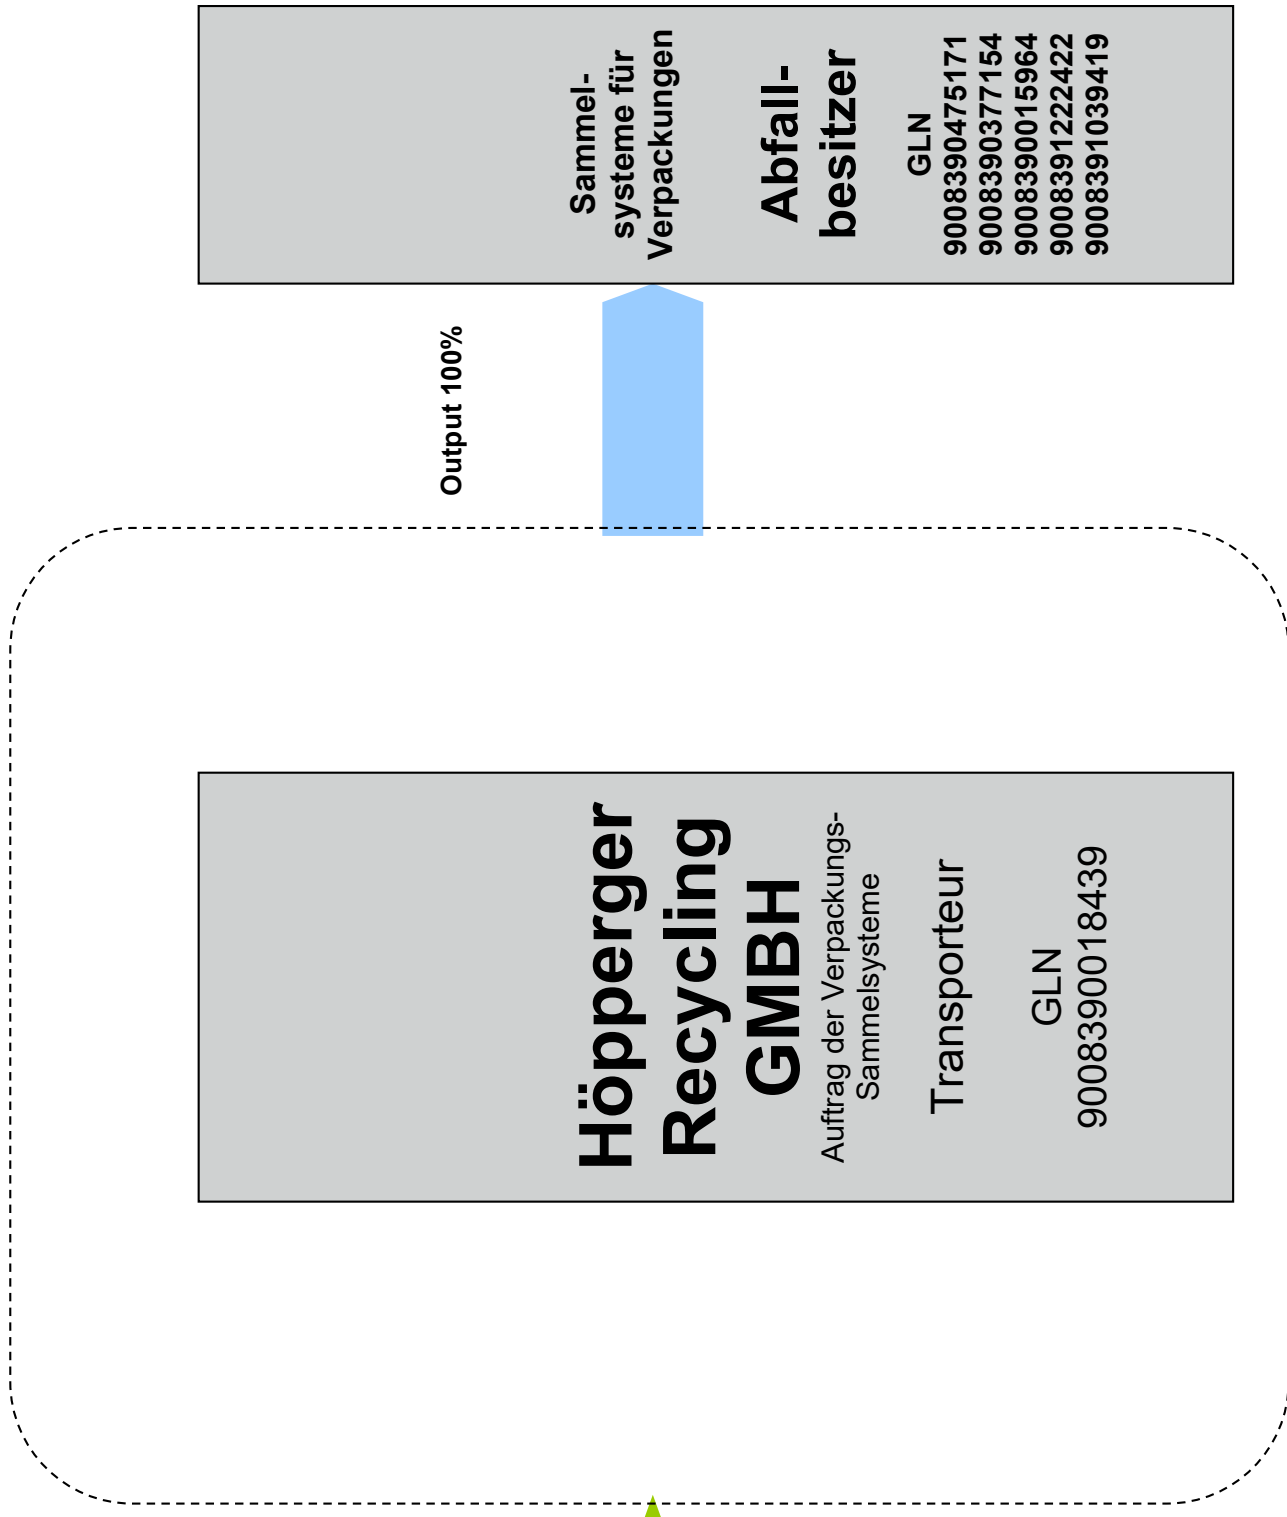 Höpperger
Recycling
GMBH
Auftrag der Verpackungs-
Sammelsysteme
Transporteur
GLN
9008390018439
Output 100%
Sammel-
systeme für
Verpackungen
Abfall-
besitzer
GLN
9008390475171
9008390377154
9008390015964
9008391222422
9008391039419